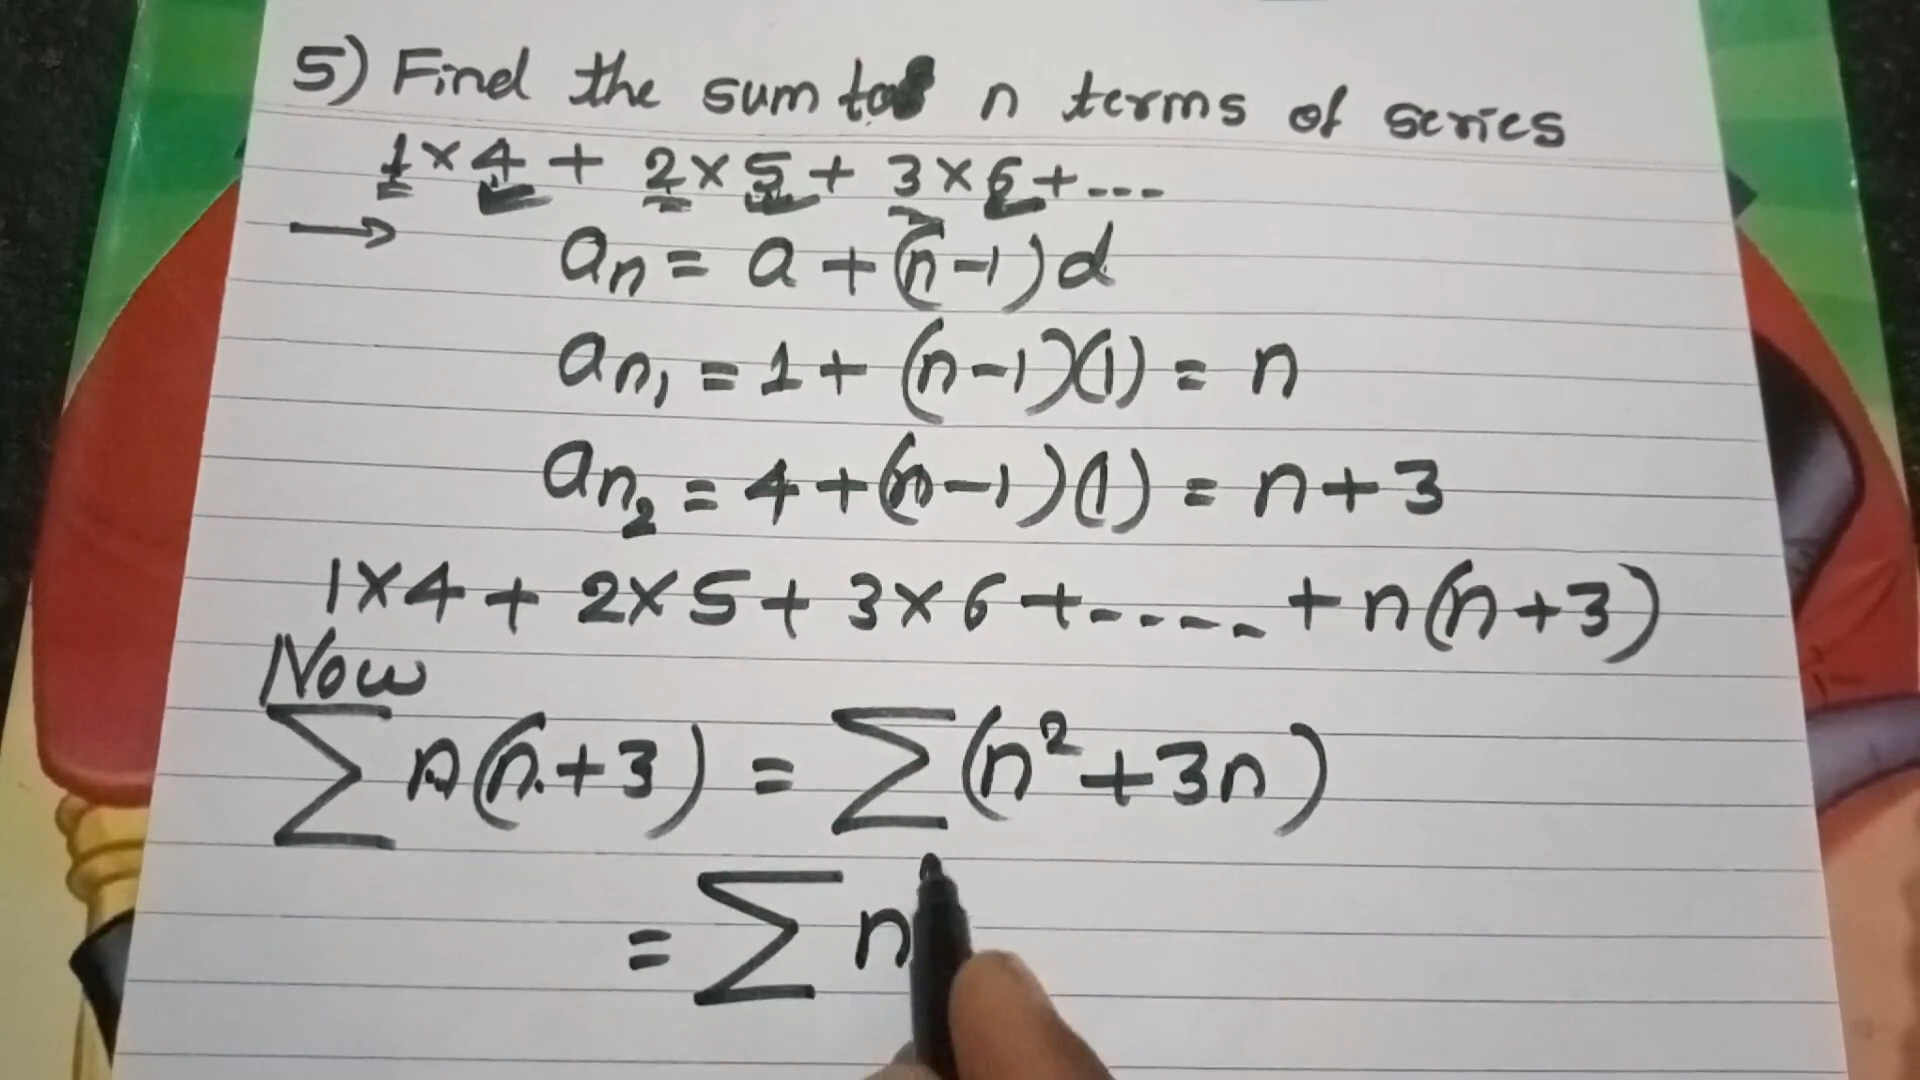 5) Find the sum to n terms of series
1×4 + 2×5 + 3×6 + ...
→ aₙ = a + (n-1)d
aₙ₁ = 1 + (n-1)(1) = n
aₙ₂ = 4 + (n-1)(1) = n+3
1×4 + 2×5 + 3×6 + ..... + n(n+3)
Now
∑ n(n+3) = ∑(n²+3n)
= ∑ n